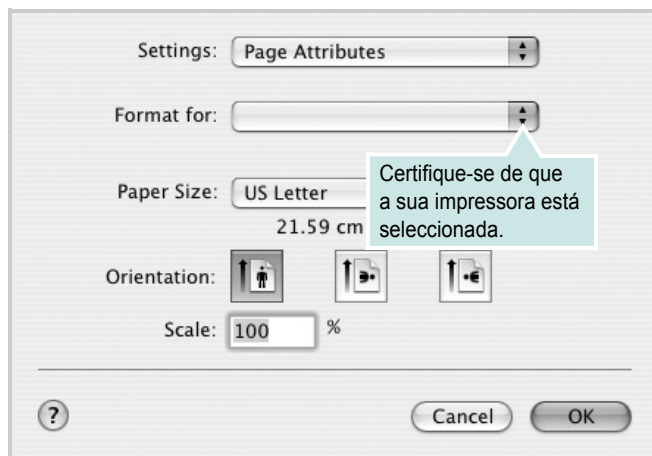 Settings: Page Attributes
Format for:
Certifique-se de que
a sua impressora está
seleccionada.
Paper Size: US Letter
21.59 cm
Orientation:
Scale: 100 %
? Cancel OK